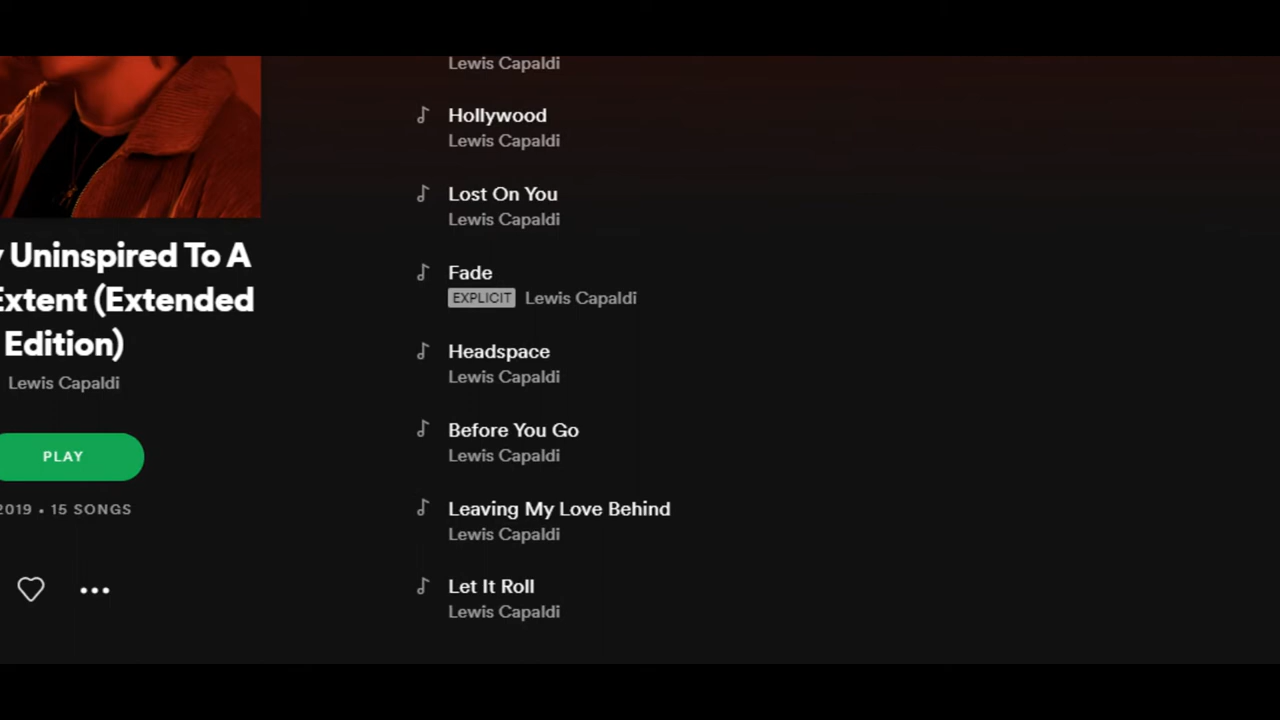 Uninspired To A
Extent (Extended
Edition)
Lewis Capaldi
PLAY
2019 • 15 SONGS
Lewis Capaldi
Hollywood
Lewis Capaldi
Lost On You
Lewis Capaldi
Fade
EXPLICIT Lewis Capaldi
Headspace
Lewis Capaldi
Before You Go
Lewis Capaldi
Leaving My Love Behind
Lewis Capaldi
Let It Roll
Lewis Capaldi